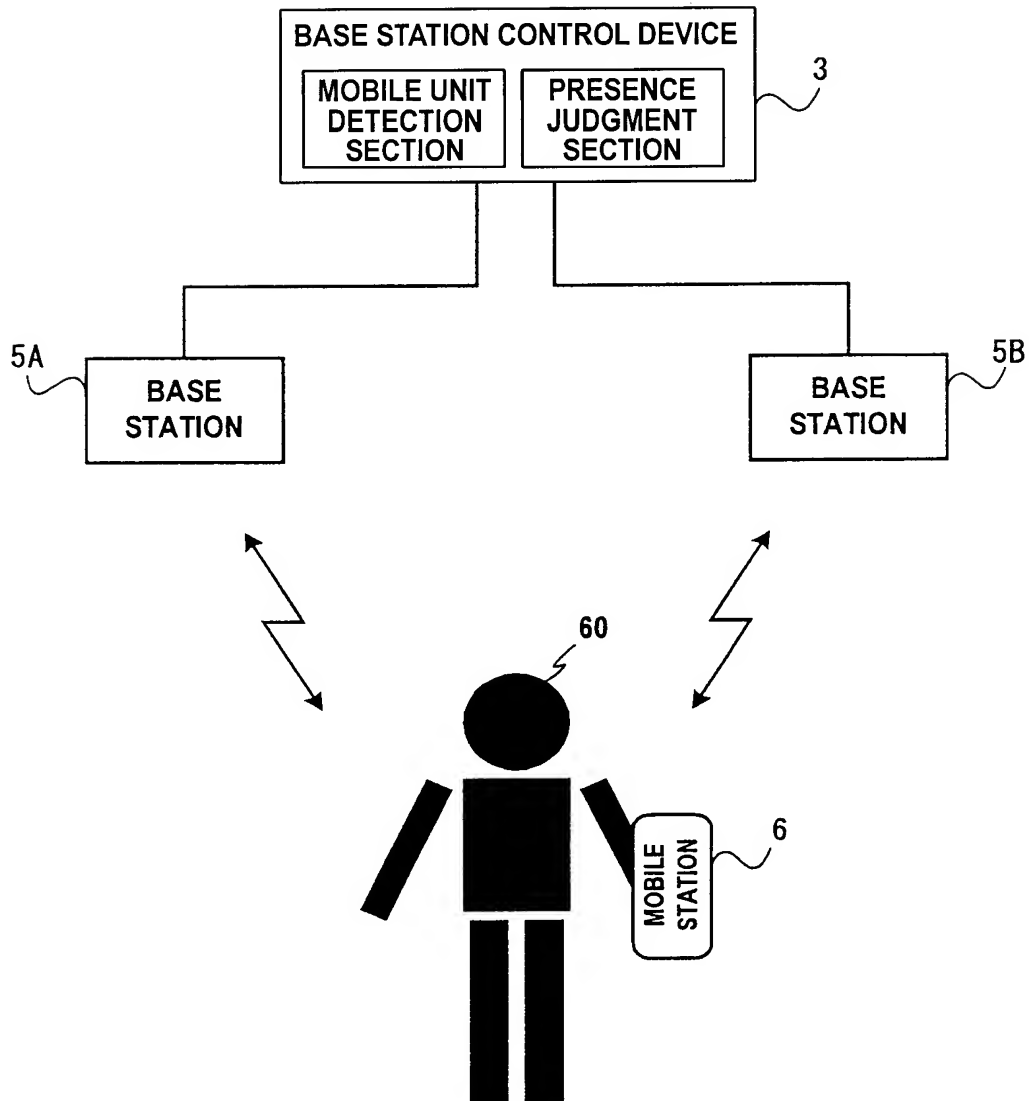 BASE STATION CONTROL DEVICE
MOBILE UNIT
DETECTION
SECTION
PRESENCE
JUDGMENT
SECTION
3
5A
BASE
STATION
5B
BASE
STATION
60
6
MOBILE
STATION